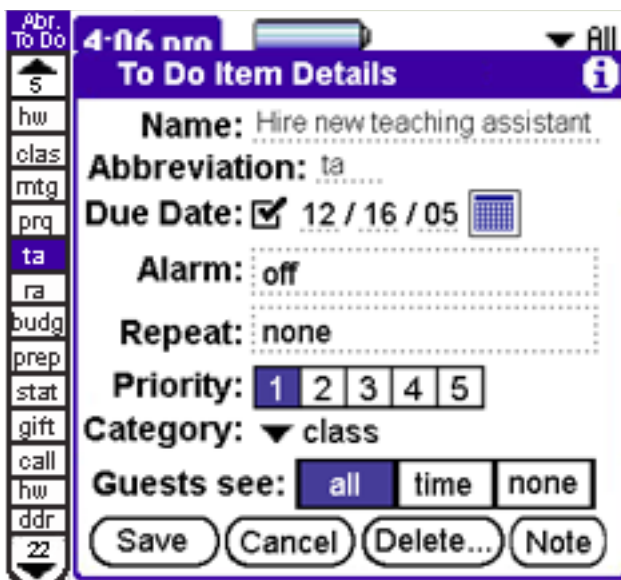 Abr.
To Do
5
hw
clas
mtg
prq
ta
ra
budg
prep
stat
gift
call
hw
ddr
22
4:06 pro
All
To Do Item Details
i
Name: Hire new teaching assistant
Abbreviation: ta
Due Date: 12 / 16 / 05
Alarm: off
Repeat: none
Priority: 1 2 3 4 5
Category: class
Guests see: all time none
Save Cancel Delete... Note